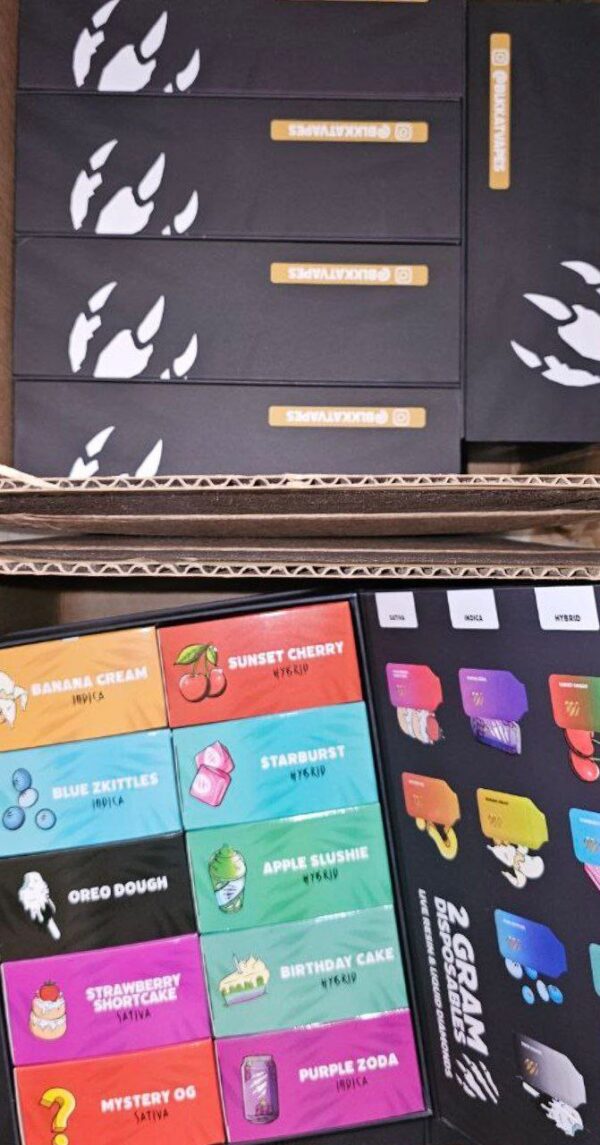 @BLKKATVAPES
@BLKKATVAPES
@BLKKATVAPES
@BLKKATVAPES
SATIVA
INDICA
HYBRID
BANANA CREAM
INDICA
SUNSET CHERRY
HYBRID
BLUE ZKITTLES
INDICA
STARBURST
HYBRID
OREO DOUGH
APPLE SLUSHIE
HYBRID
STRAWBERRY
SHORTCAKE
SATIVA
BIRTHDAY CAKE
HYBRID
MYSTERY OG
SATIVA
PURPLE ZODA
INDICA
2 GRAM
DISPOSABLES
LIVE RESIN & LIQUID DIAMONDS